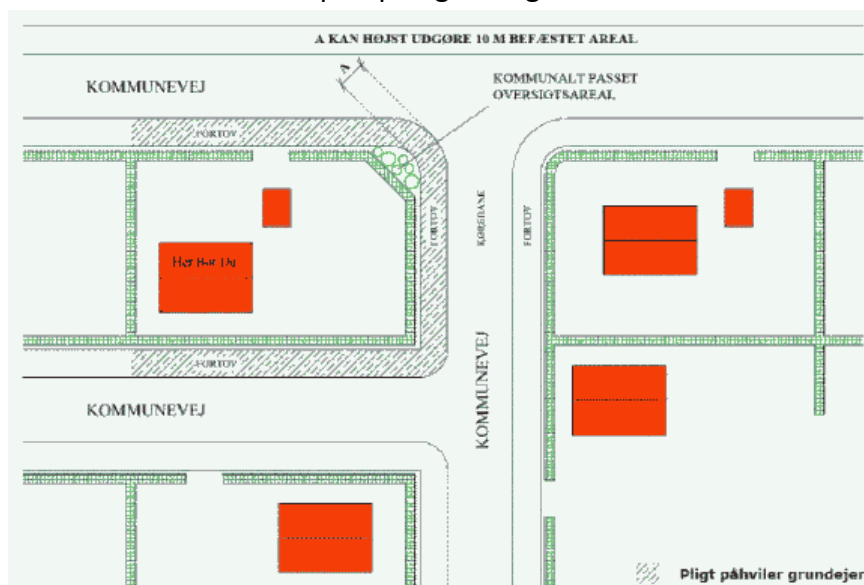 A KAN HØJST UDGØRE 10 M BEFÆSTET AREAL
A
KOMMUNEVEJ
KOMMUNALT PASSET
OVERSIGTSAREAL
FORTOV
KØREBANE
FORTOV
FORTOV
Her Bor Du
KOMMUNEVEJ
FORTOV
KOMMUNEVEJ
Pligt påhviler grundejer